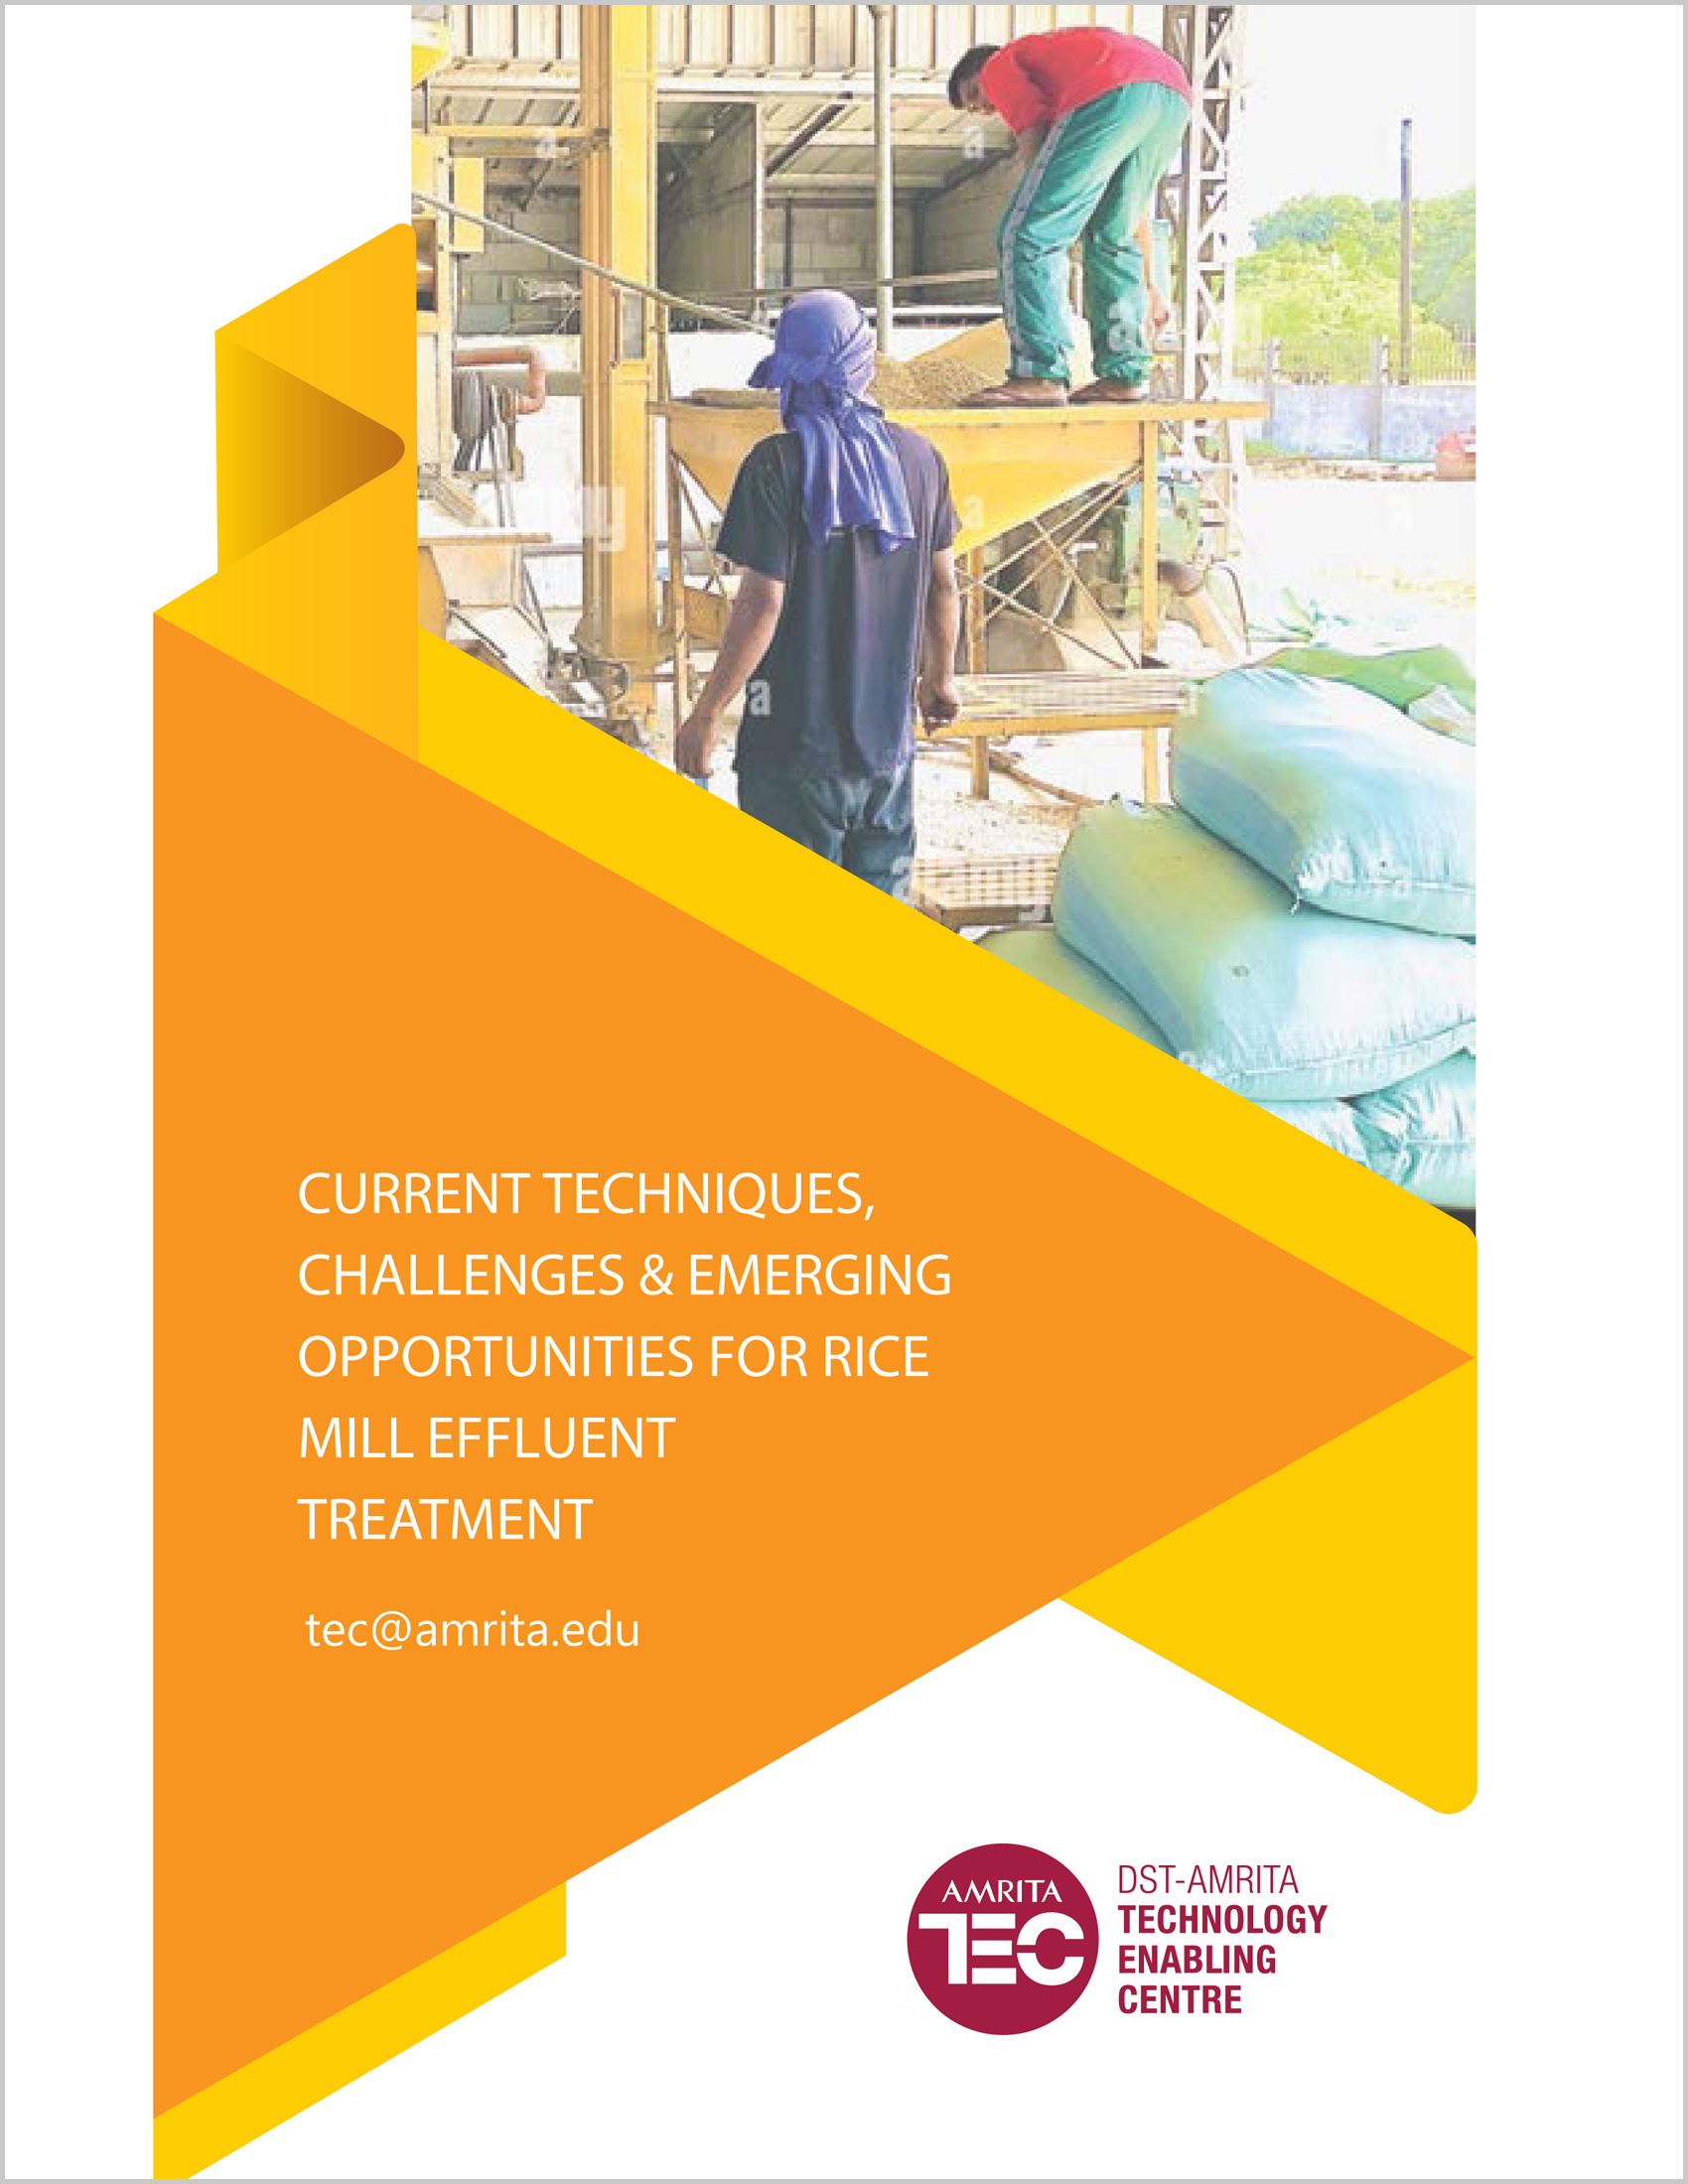 CURRENT TECHNIQUES,
CHALLENGES & EMERGING
OPPORTUNITIES FOR RICE
MILL EFFLUENT
TREATMENT
tec@amrita.edu
AMRITA
TEC
DST-AMRITA
TECHNOLOGY
ENABLING
CENTRE